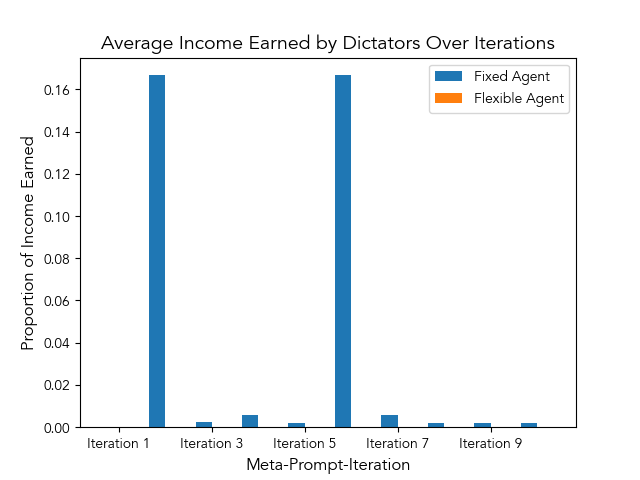 Average Income Earned by Dictators Over Iterations
Fixed Agent
Flexible Agent
Proportion of Income Earned
0.16
0.14
0.12
0.10
0.08
0.06
0.04
0.02
0.00
Iteration 1 Iteration 3 Iteration 5 Iteration 7 Iteration 9
Meta-Prompt-Iteration